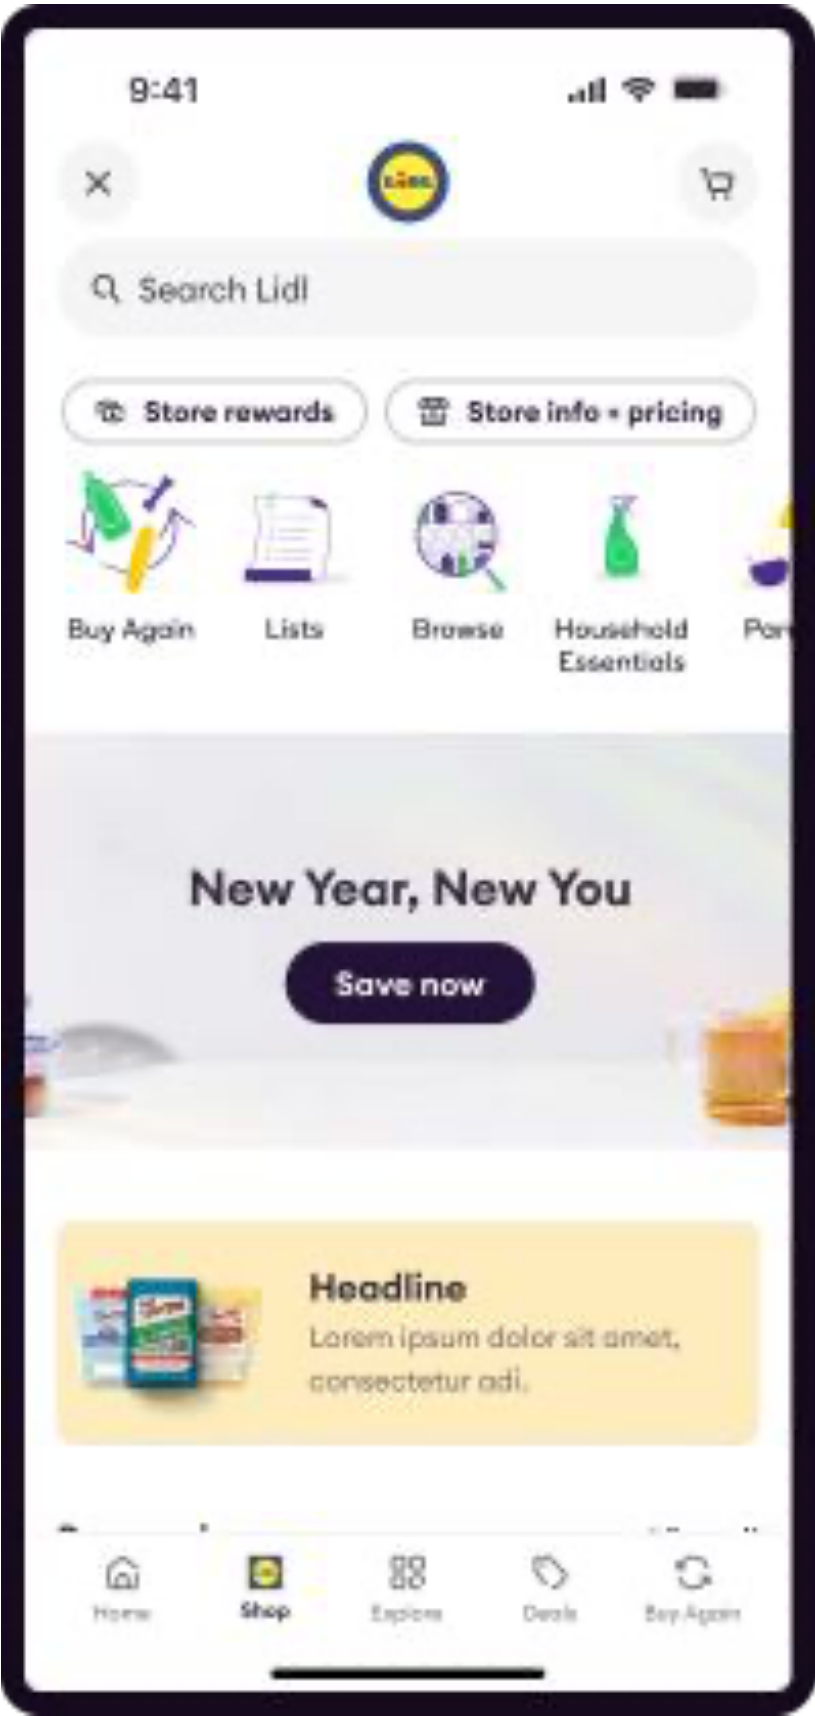 9:41
Lidl
Search Lidl
Store rewards
Store info • pricing
Buy Again
Lists
Browse
Household
Essentials
New Year, New You
Save now
Headline
Lorem ipsum dolor sit amet,
consectetur adi.
Home
Shop
Explore
Deals
Buy Again